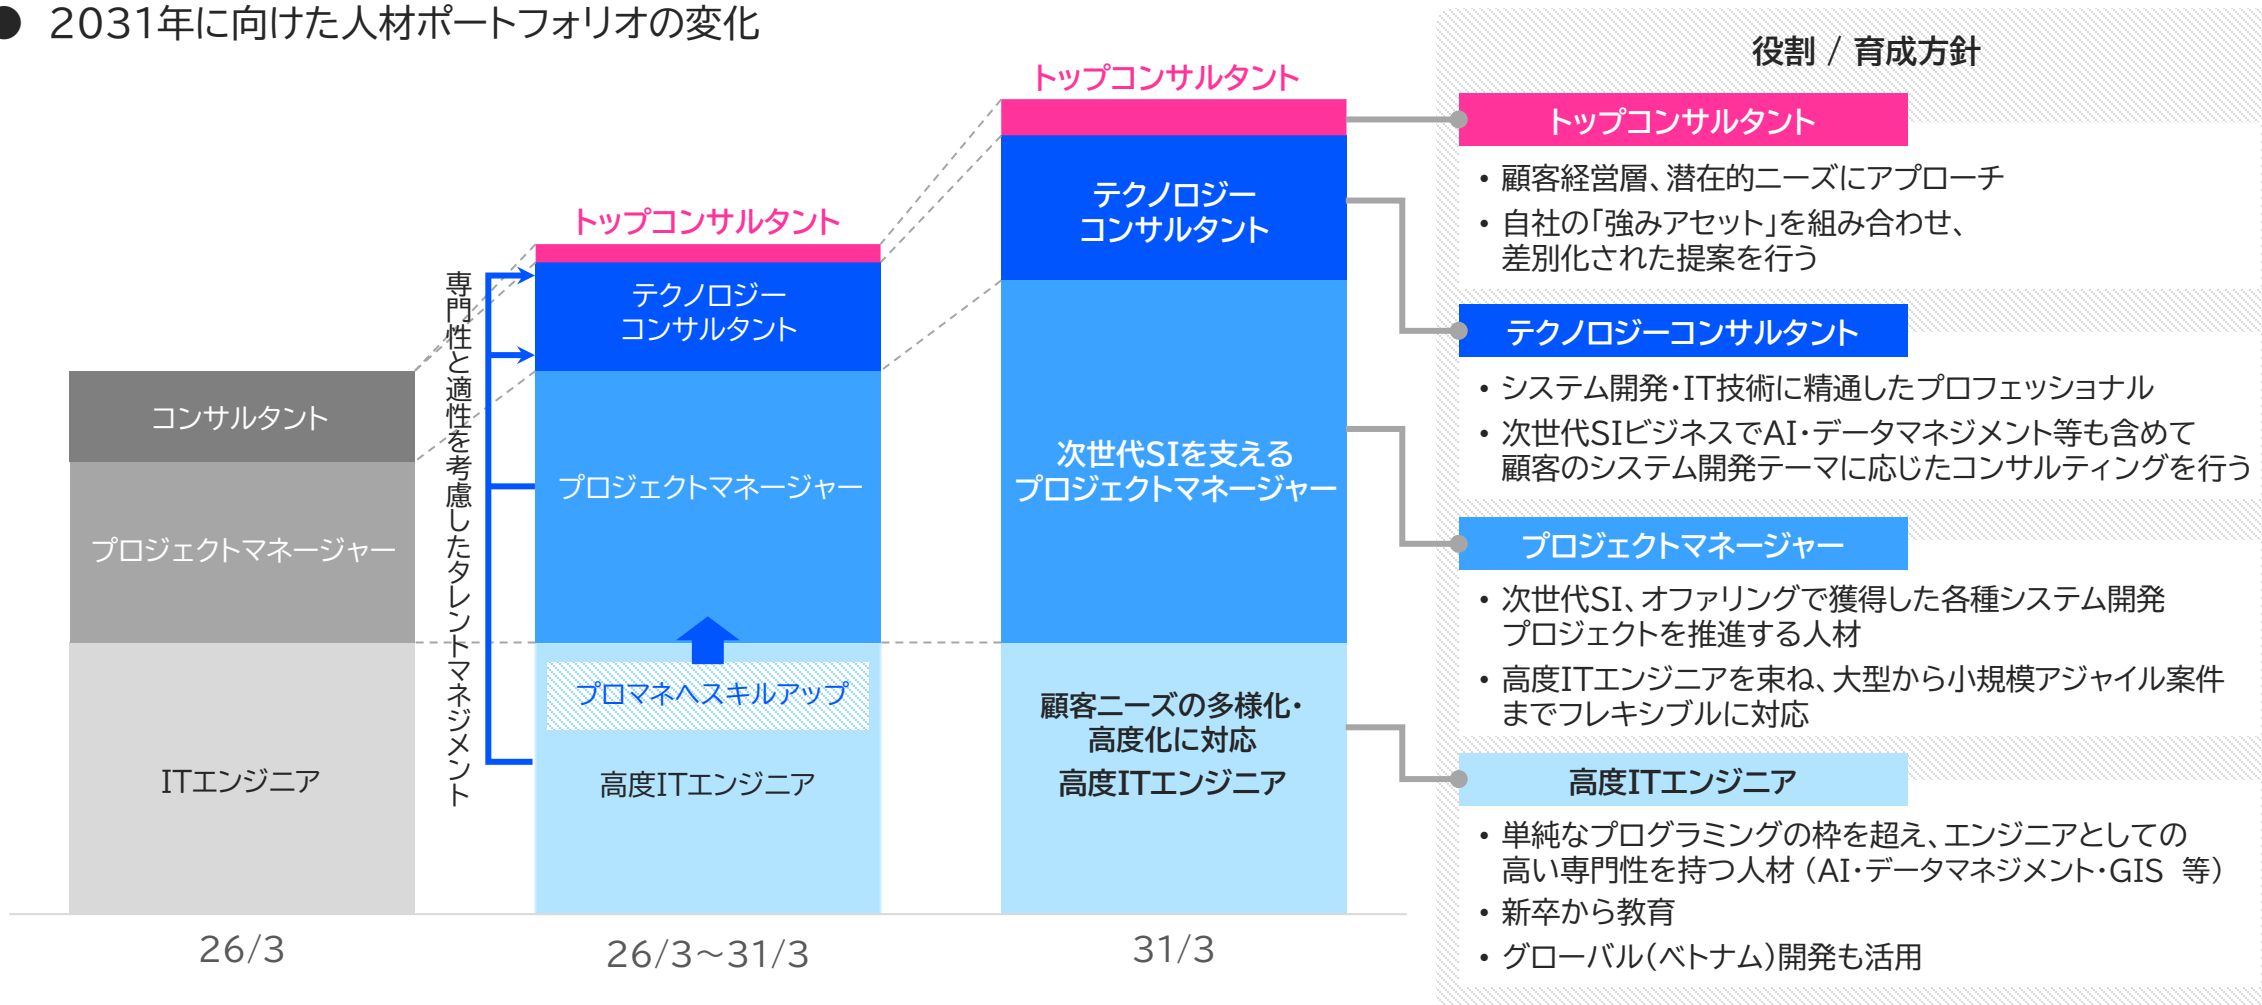 ● 2031年に向けた人材ポートフォリオの変化
コンサルタント
プロジェクトマネージャー
ITエンジニア
26/3
専門性と適性を考慮したタレントマネジメント
トップコンサルタント
テクノロジー
コンサルタント
プロジェクトマネージャー
プロマネへスキルアップ
高度ITエンジニア
26/3～31/3
トップコンサルタント
テクノロジー
コンサルタント
次世代SIを支える
プロジェクトマネージャー
顧客ニーズの多様化・
高度化に対応
高度ITエンジニア
31/3
役割 / 育成方針
トップコンサルタント
・顧客経営層、潜在的ニーズにアプローチ
・自社の「強みアセット」を組み合わせ、
差別化された提案を行う
テクノロジーコンサルタント
・システム開発・IT技術に精通したプロフェッショナル
・次世代SIビジネスでAI・データマネジメント等も含めて
顧客のシステム開発テーマに応じたコンサルティングを行う
プロジェクトマネージャー
・次世代SI、オファリングで獲得した各種システム開発
プロジェクトを推進する人材
・高度ITエンジニアを束ね、大型から小規模アジャイル案件
までフレキシブルに対応
高度ITエンジニア
・単純なプログラミングの枠を超え、エンジニアとしての
高い専門性を持つ人材（AI・データマネジメント・GIS 等）
・新卒から教育
・グローバル（ベトナム）開発も活用